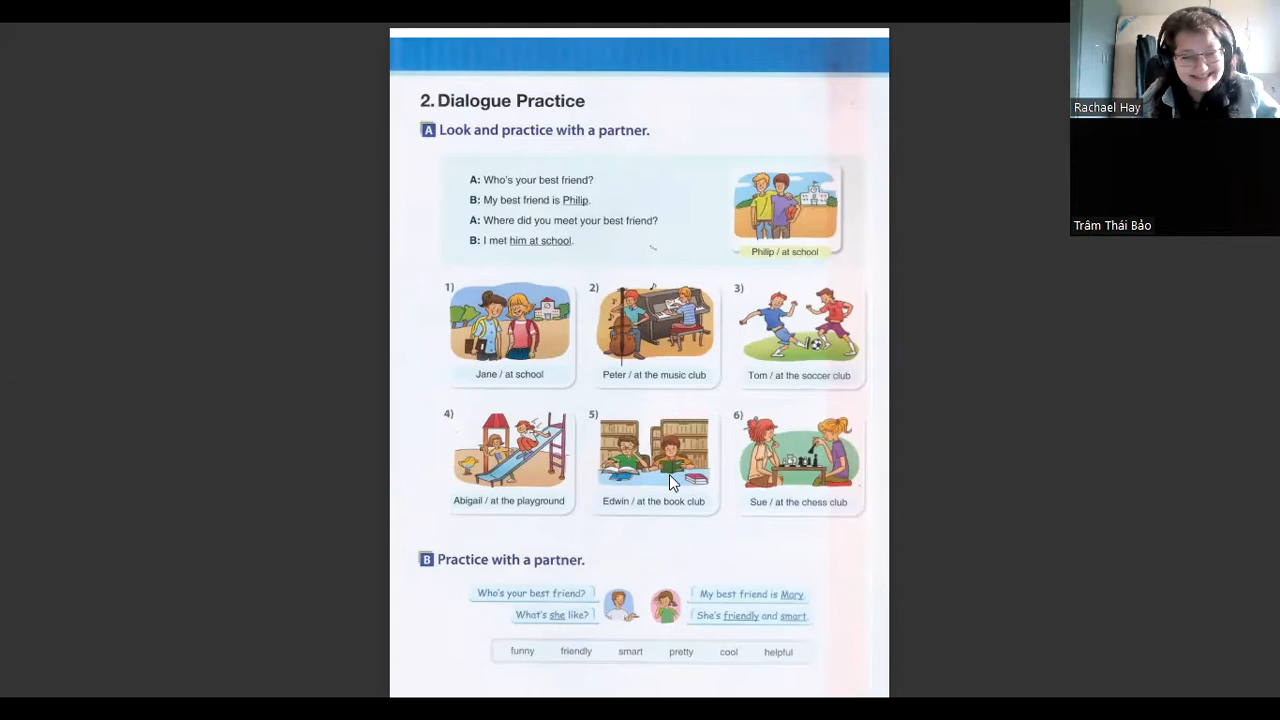 2. Dialogue Practice
A Look and practice with a partner.
A: Who's your best friend?
B: My best friend is Philip.
A: Where did you meet your best friend?
B: I met him at school.
Philip / at school
1)
Jane / at school
2)
Peter / at the music club
3)
Tom / at the soccer club
4)
Abigail / at the playground
5)
Edwin / at the book club
6)
Sue / at the chess club
B Practice with a partner.
Who's your best friend?
My best friend is Mary.
What's she like?
She's friendly and smart.
funny friendly smart pretty cool helpful
Rachael Hay
Trâm Thái Bảo